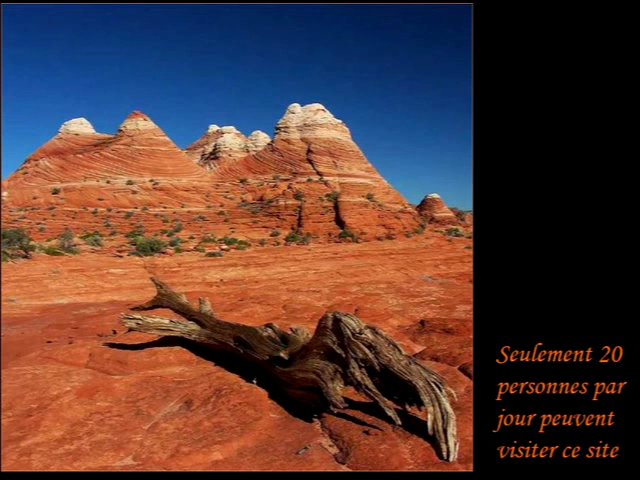 Seulement 20
personnes par
jour peuvent
visiter ce site